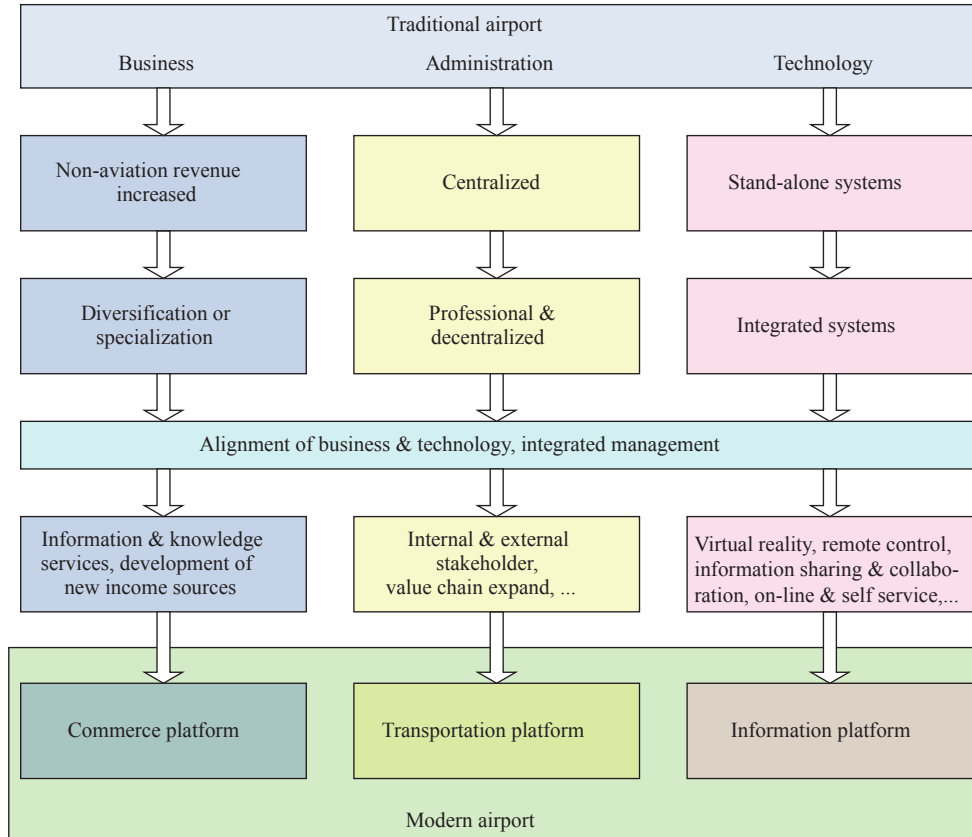 Traditional airport
Business
Administration
Technology
Non-aviation revenue
increased
Centralized
Stand-alone systems
Diversification or
specialization
Professional &
decentralized
Integrated systems
Alignment of business & technology, integrated management
Information & knowledge
services, development of
new income sources
Internal & external
stakeholder,
value chain expand, ...
Virtual reality, remote control,
information sharing & collabo-
ration, on-line & self service,...
Commerce platform
Transportation platform
Information platform
Modern airport